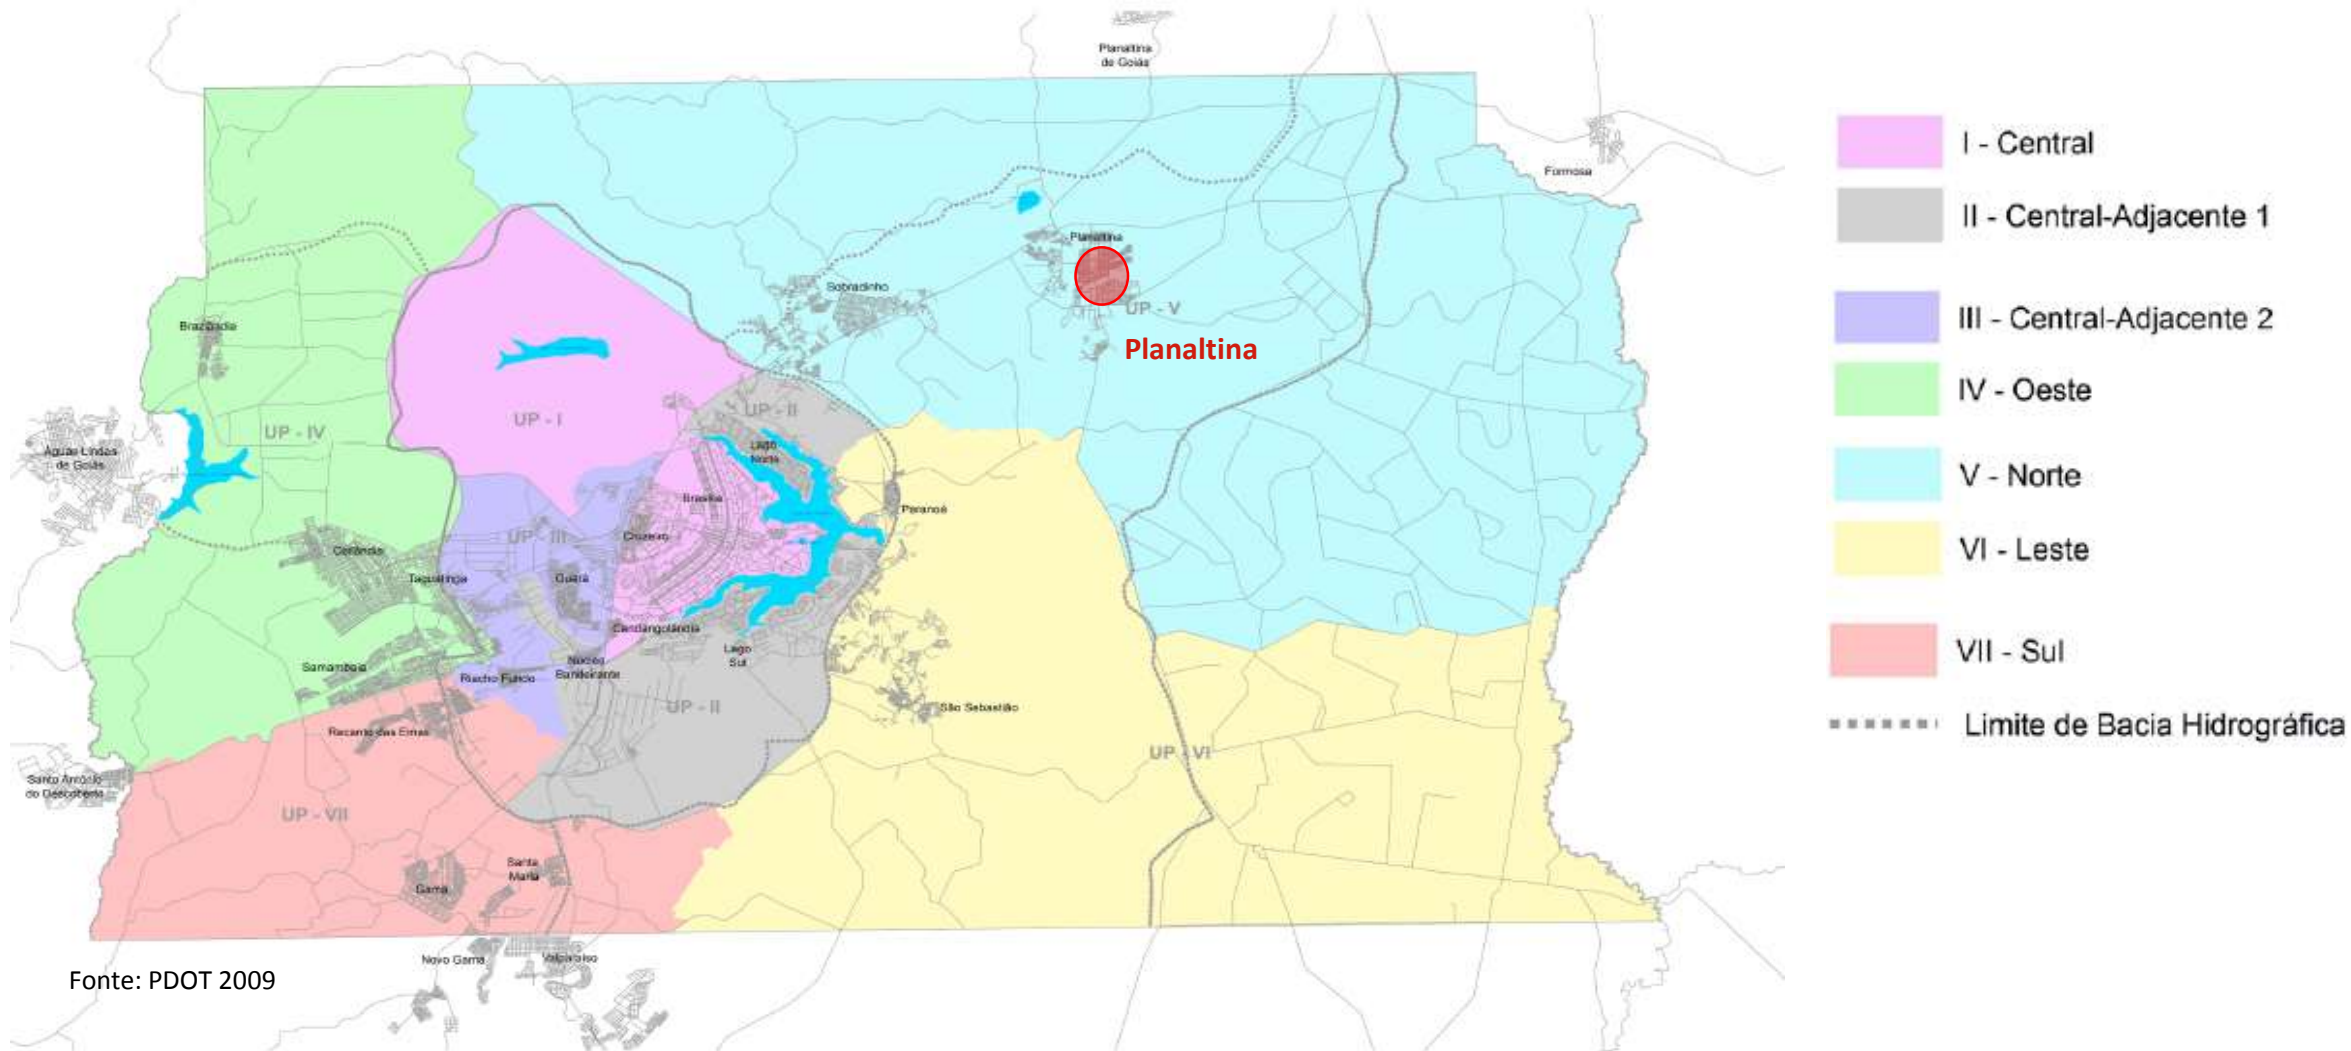 Planaltina
de Goiás
Formosa
Planaltina
Sobradinho
UP - V
Planaltina
Brazlândia
UP - II
UP - I
UP - IV
Lago
Norte
Águas Lindas
de Goiás
Brasília
Paranoá
Cruzeiro
UP - III
Ceilândia
Taguatinga
Guará
Candangolândia
Lago
Sul
Samambaia
Núcleo
Bandeirante
Riacho Fundo
UP - II
São Sebastião
Recanto das Emas
UP - VI
Santo Antônio
do Descoberto
UP - VII
Santa
Maria
Gama
Novo Gama
Valparaíso
Fonte: PDOT 2009
I - Central
II - Central-Adjacente 1
III - Central-Adjacente 2
IV - Oeste
V - Norte
VI - Leste
VII - Sul
Limite de Bacia Hidrográfica